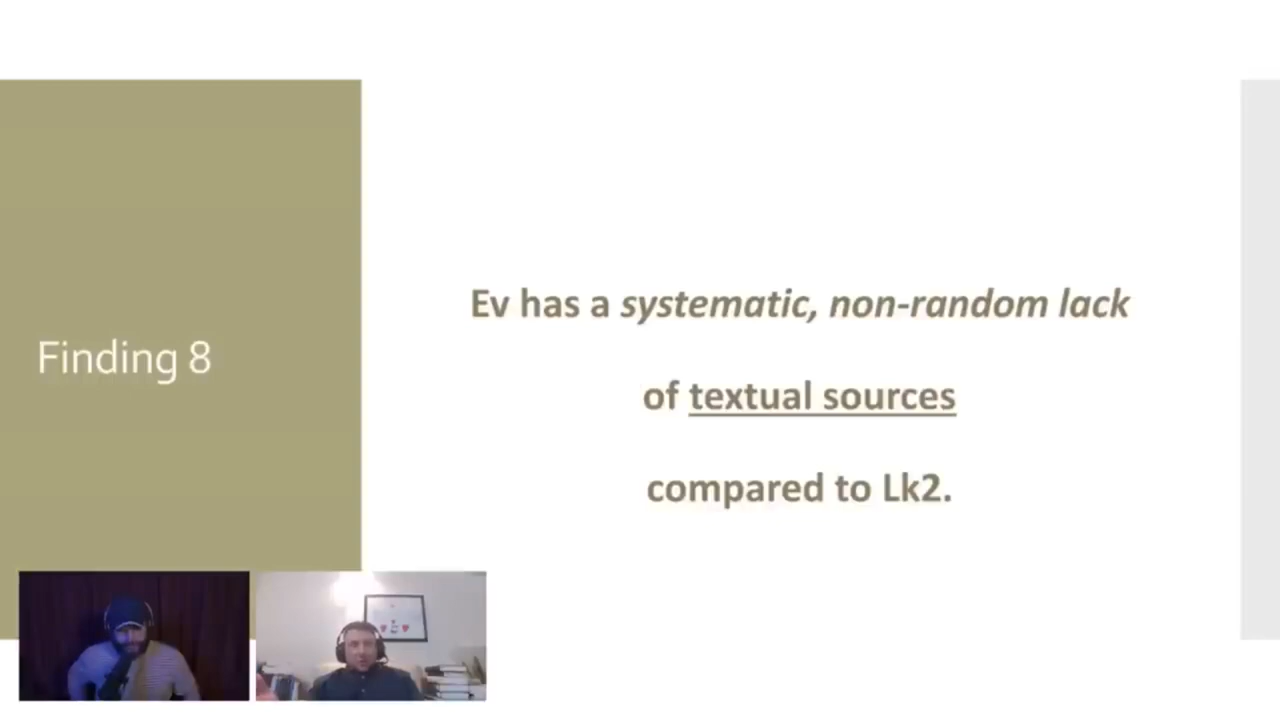 Finding 8
Ev has a systematic, non-random lack
of textual sources
compared to Lk2.